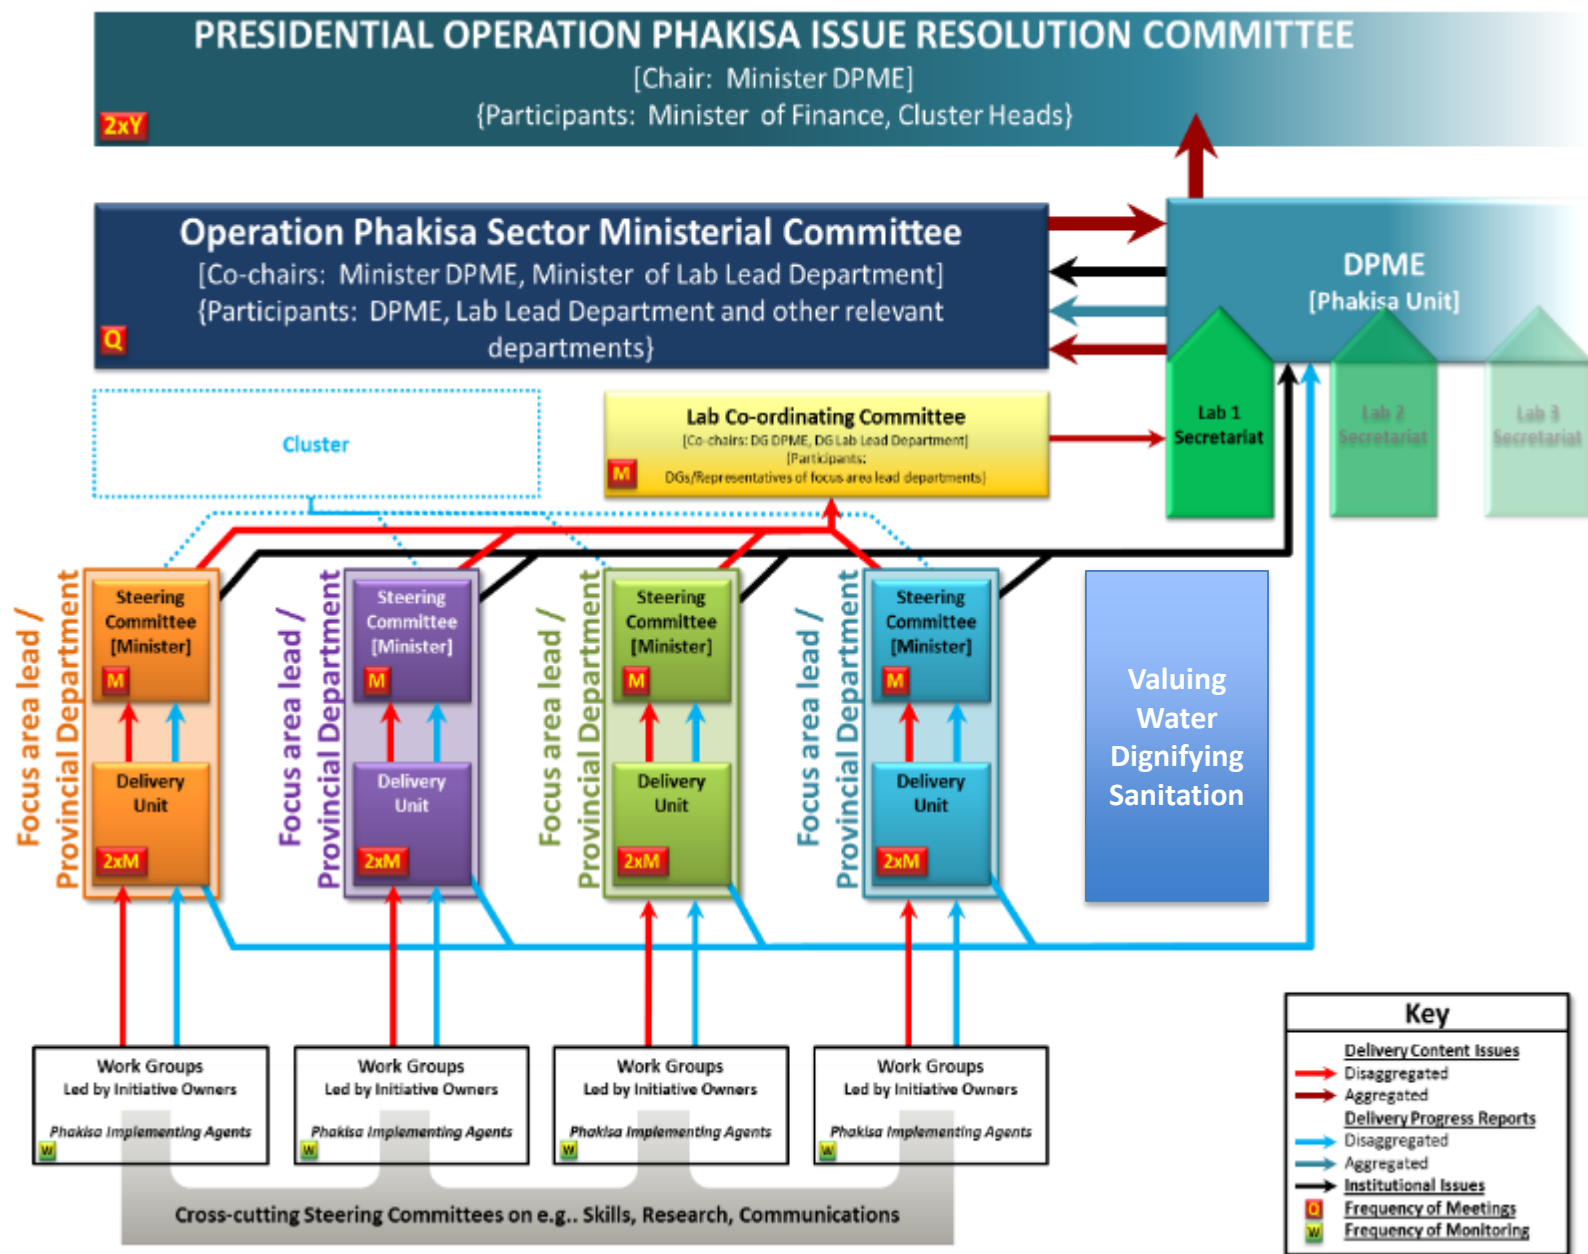 PRESIDENTIAL OPERATION PHAKISA ISSUE RESOLUTION COMMITTEE
[Chair: Minister DPME]
{Participants: Minister of Finance, Cluster Heads}
2xY
Operation Phakisa Sector Ministerial Committee
[Co-chairs: Minister DPME, Minister of Lab Lead Department]
{Participants: DPME, Lab Lead Department and other relevant
departments}
Q
DPME
[Phakisa Unit]
Cluster
Lab Co-ordinating Committee
[Co-chairs: DG DPME, DG Lab Lead Department]
{Participants:
DGs/Representatives of focus area lead departments}
M
Lab 1
Secretariat
Lab 2
Secretariat
Lab 3
Secretariat
Focus area lead /
Provincial Department
Steering
Committee
[Minister]
M
Delivery
Unit
2xM
Focus area lead /
Provincial Department
Steering
Committee
[Minister]
M
Delivery
Unit
2xM
Focus area lead /
Provincial Department
Steering
Committee
[Minister]
M
Delivery
Unit
2xM
Focus area lead /
Provincial Department
Steering
Committee
[Minister]
M
Delivery
Unit
2xM
Valuing
Water
Dignifying
Sanitation
Work Groups
Led by Initiative Owners
Phakisa Implementing Agents
W
Work Groups
Led by Initiative Owners
Phakisa Implementing Agents
W
Work Groups
Led by Initiative Owners
Phakisa Implementing Agents
W
Work Groups
Led by Initiative Owners
Phakisa Implementing Agents
W
Cross-cutting Steering Committees on e.g.. Skills, Research, Communications
Key
Delivery Content Issues
Disaggregated
Aggregated
Delivery Progress Reports
Disaggregated
Aggregated
Institutional Issues
Q Frequency of Meetings
W Frequency of Monitoring